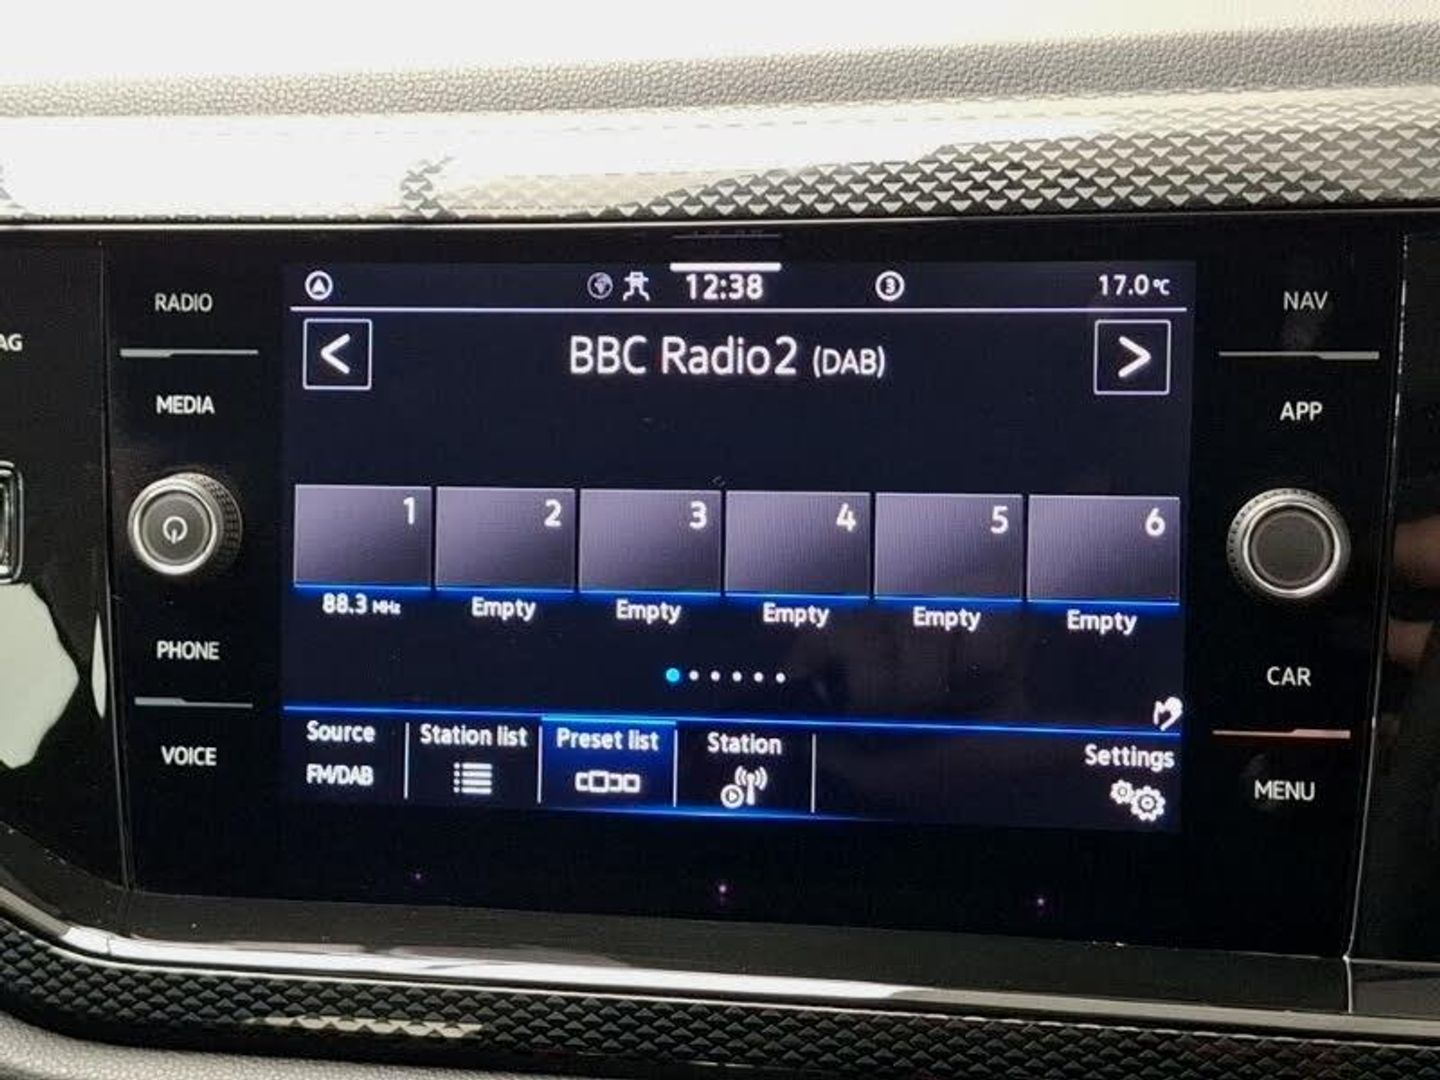 12:38
3
17.0°C
RADIO
NAV
AG
< BBC Radio2 (DAB) >
MEDIA
APP
1 2 3 4 5 6
88.3 MHz Empty Empty Empty Empty Empty
PHONE
CAR
Source Station list Preset list Station Settings
FM/DAB
VOICE
MENU